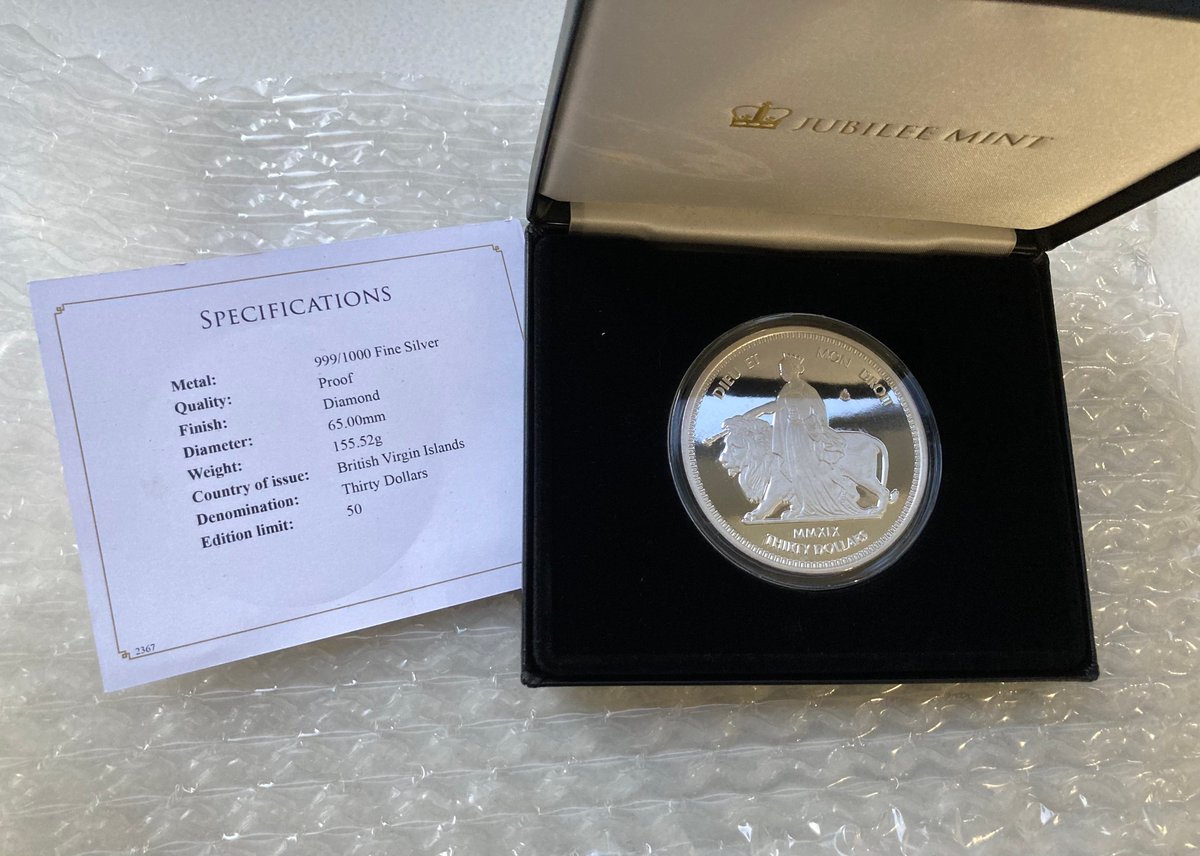 JUBILEE MINT
SPECIFICATIONS
Metal: 999/1000 Fine Silver
Quality: Proof
Finish: Diamond
Diameter: 65.00mm
Weight: 155.52g
Country of issue: British Virgin Islands
Denomination: Thirty Dollars
Edition limit: 50
2367
DIEU ET MON DROIT
MMXIX
THIRTY DOLLARS